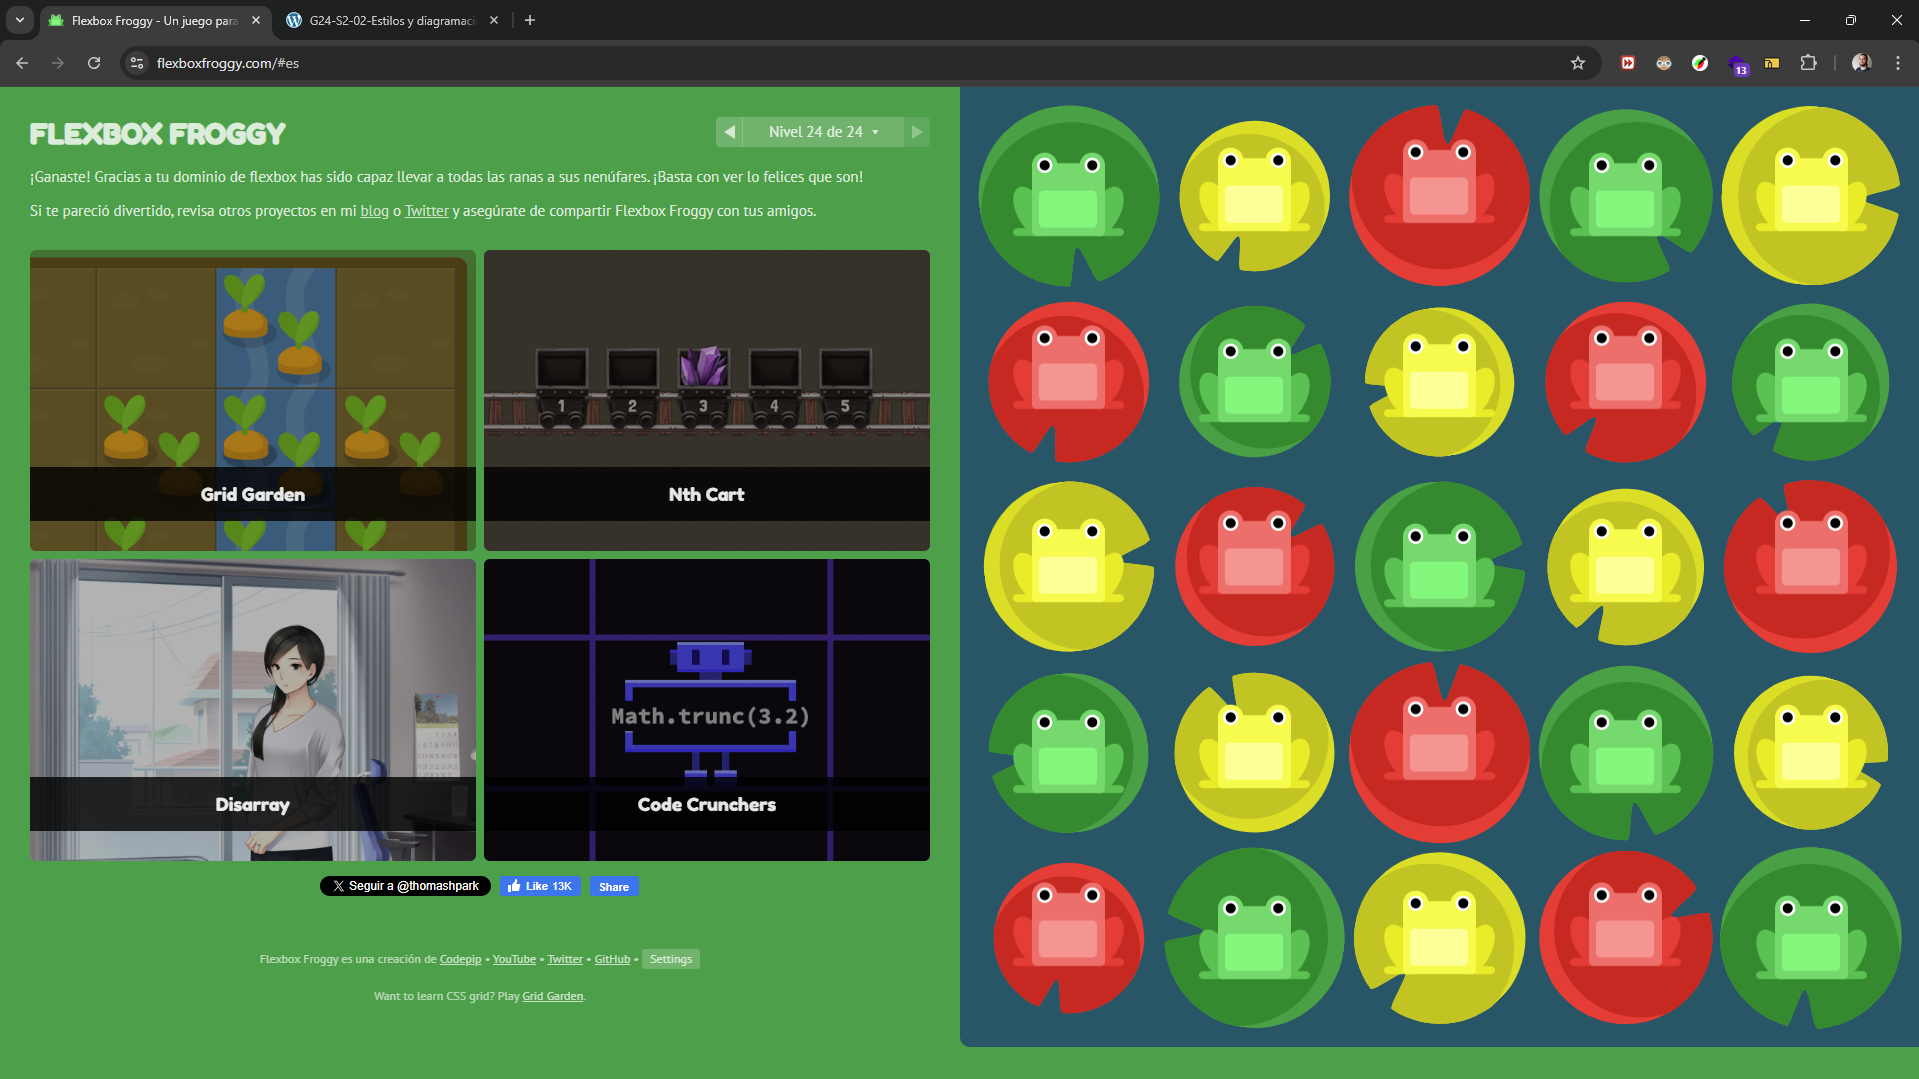 Flexbox Froggy - Un juego para
G24-S2-02-Estilos y diagramaci
flexboxfroggy.com/#es
13
FLEXBOX FROGGY
Nivel 24 de 24
¡Ganaste! Gracias a tu dominio de flexbox has sido capaz llevar a todas las ranas a sus nenúfares. ¡Basta con ver lo felices que son!
Si te pareció divertido, revisa otros proyectos en mi blog o Twitter y asegúrate de compartir Flexbox Froggy con tus amigos.
1 2 3 4 5
Grid Garden
Nth Cart
Math.trunc(3.2)
Disarray
Code Crunchers
Seguir a @thomashpark
Like 13K
Share
Flexbox Froggy es una creación de Codepip • YouTube • Twitter • GitHub • Settings
Want to learn CSS grid? Play Grid Garden.